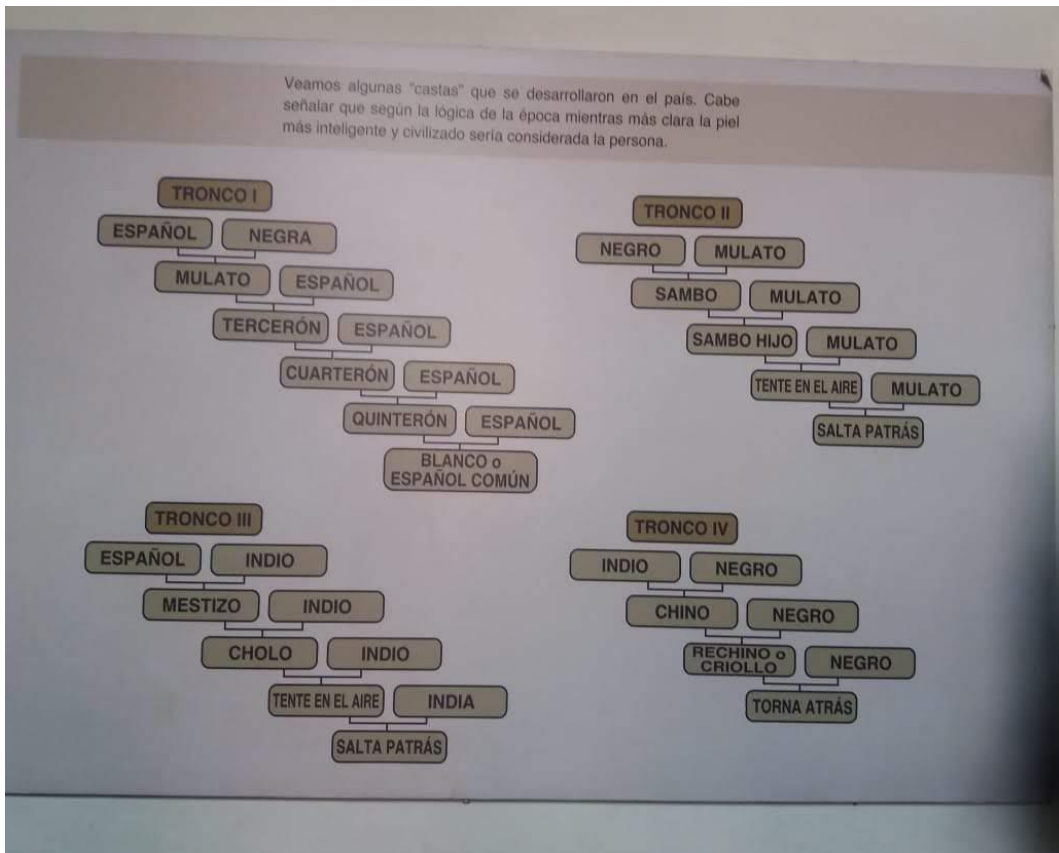 Veamos algunas "castas" que se desarrollaron en el país. Cabe
señalar que según la lógica de la época mientras más clara la piel
más inteligente y civilizado sería considerada la persona.
TRONCO I
ESPAÑOL NEGRA
MULATO ESPAÑOL
TERCERÓN ESPAÑOL
CUARTERÓN ESPAÑOL
QUINTERÓN ESPAÑOL
BLANCO o
ESPAÑOL COMÚN
TRONCO II
NEGRO MULATO
SAMBO MULATO
SAMBO HIJO MULATO
TENTE EN EL AIRE MULATO
SALTA PATRÁS
TRONCO III
ESPAÑOL INDIO
MESTIZO INDIO
CHOLO INDIO
TENTE EN EL AIRE INDIA
SALTA PATRÁS
TRONCO IV
INDIO NEGRO
CHINO NEGRO
RECHINO o
CRIOLLO NEGRO
TORNA ATRÁS